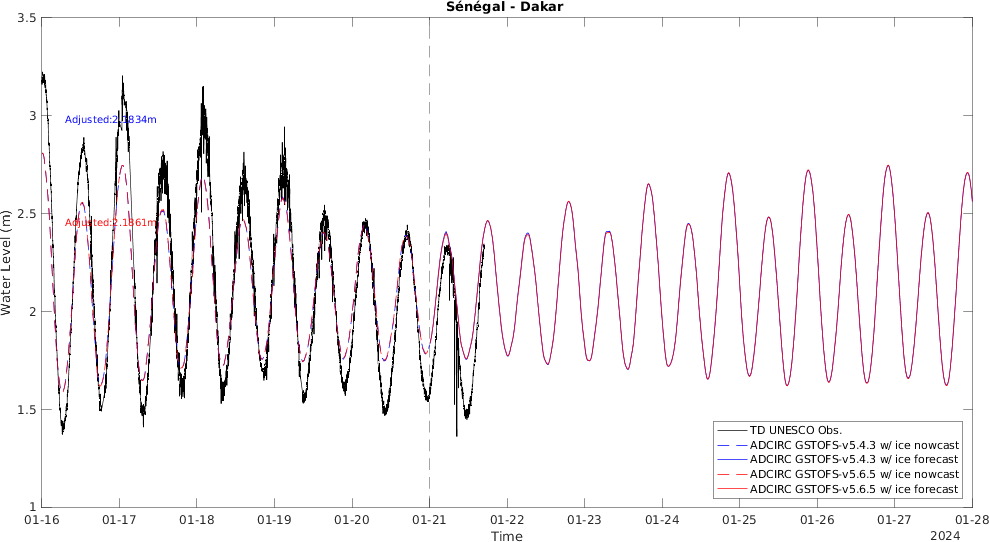 Sénégal - Dakar
3.5
3
2.5
2
1.5
1
Water Level (m)
Adjusted:2.1834m
Adjusted:2.1861m
TD UNESCO Obs.
ADCIRC GSTOFS-v5.4.3 w/ ice nowcast
ADCIRC GSTOFS-v5.4.3 w/ ice forecast
ADCIRC GSTOFS-v5.6.5 w/ ice nowcast
ADCIRC GSTOFS-v5.6.5 w/ ice forecast
01-16 01-17 01-18 01-19 01-20 01-21 01-22 01-23 01-24 01-25 01-26 01-27 01-28
Time
2024